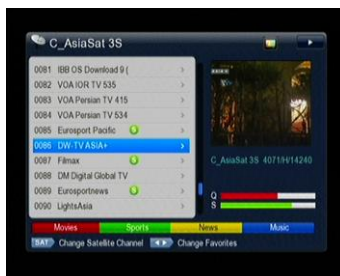 C_AsiaSat 3S
0081 IBB OS Download 9 (
0082 VOA IOR TV 535
0083 VOA Persian TV 415
0084 VOA Persian TV 534
0085 Eurosport Pacific $
0086 DW-TV ASIA+
0087 Filmax $
0088 DM Digital Global TV
0089 Eurosportnews $
0090 LightsAsia
C_AsiaSat 3S 4071/H/14240
Q
S
Movies Sports News Music
SAT Change Satellite Channel Change Favorites